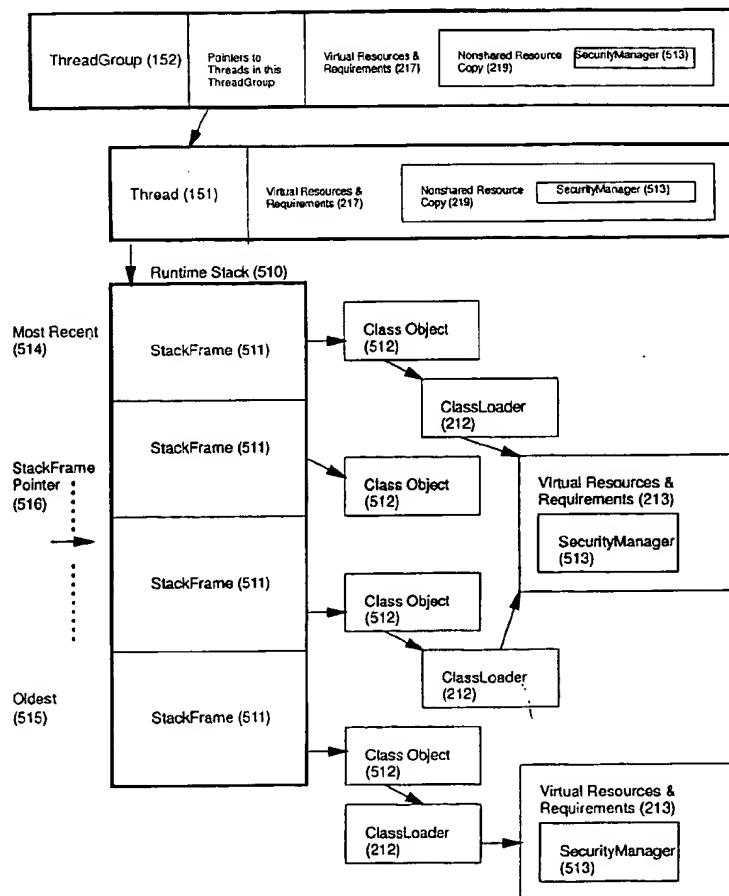 ThreadGroup (152)
Pointers to
Threads in this
ThreadGroup
Virtual Resources &
Requirements (217)
Nonshared Resource
Copy (219)
SecurityManager (513)
Thread (151)
Virtual Resources &
Requirements (217)
Nonshared Resource
Copy (219)
SecurityManager (513)
Runtime Stack (510)
Most Recent
(514)
StackFrame (511)
Class Object
(512)
ClassLoader
(212)
StackFrame (511)
StackFrame
Pointer
(516)
Class Object
(512)
Virtual Resources &
Requirements (213)
SecurityManager
(513)
StackFrame (511)
Class Object
(512)
ClassLoader
(212)
Oldest
(515)
StackFrame (511)
Class Object
(512)
ClassLoader
(212)
Virtual Resources &
Requirements (213)
SecurityManager
(513)